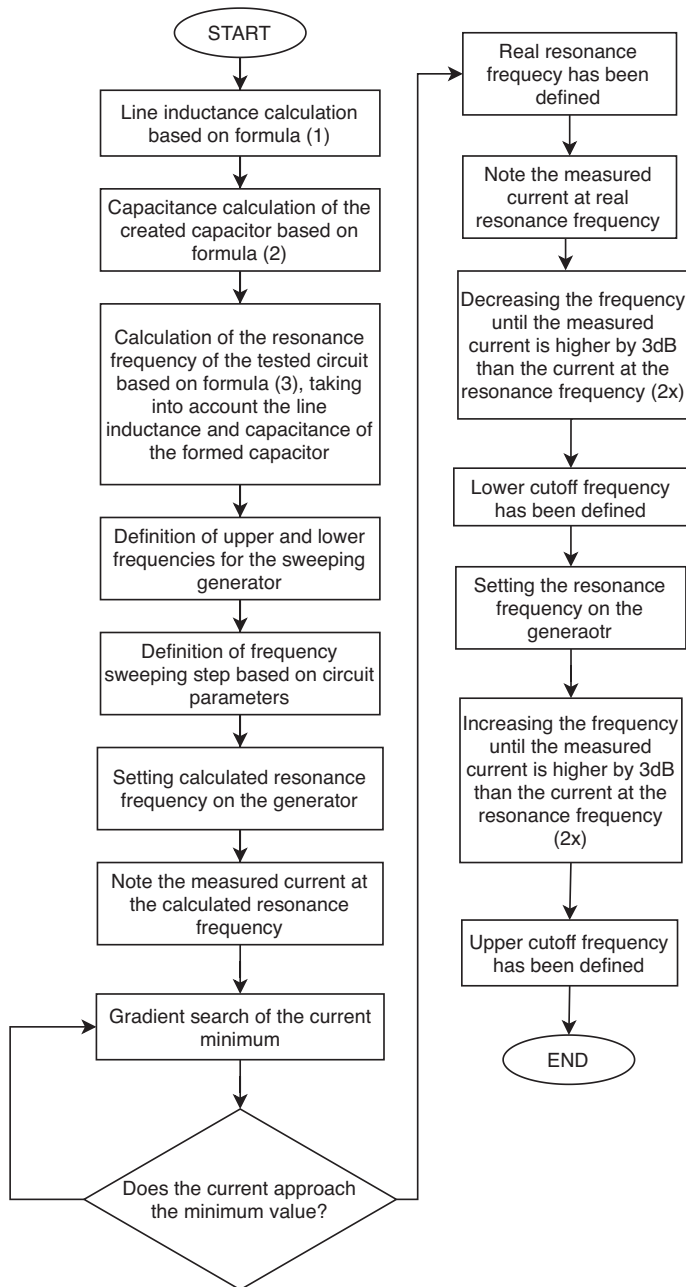 START
Line inductance calculation
based on formula (1)
Capacitance calculation of the
created capacitor based on
formula (2)
Calculation of the resonance
frequency of the tested circuit
based on formula (3), taking
into account the line
inductance and capacitance of
the formed capacitor
Definition of upper and lower
frequencies for the sweeping
generator
Definition of frequency
sweeping step based on circuit
parameters
Setting calculated resonance
frequency on the generator
Note the measured current at
the calculated resonance
frequency
Gradient search of the current
minimum
Does the current approach
the minimum value?
Real resonance
frequecy has been
defined
Note the measured
current at real
resonance frequency
Decreasing the frequency
until the measured
current is higher by 3dB
than the current at the
resonance frequency (2x)
Lower cutoff frequency
has been defined
Setting the resonance
frequency on the
generaotr
Increasing the frequency
until the measured
current is higher by 3dB
than the current at the
resonance frequency
(2x)
Upper cutoff frequency
has been defined
END